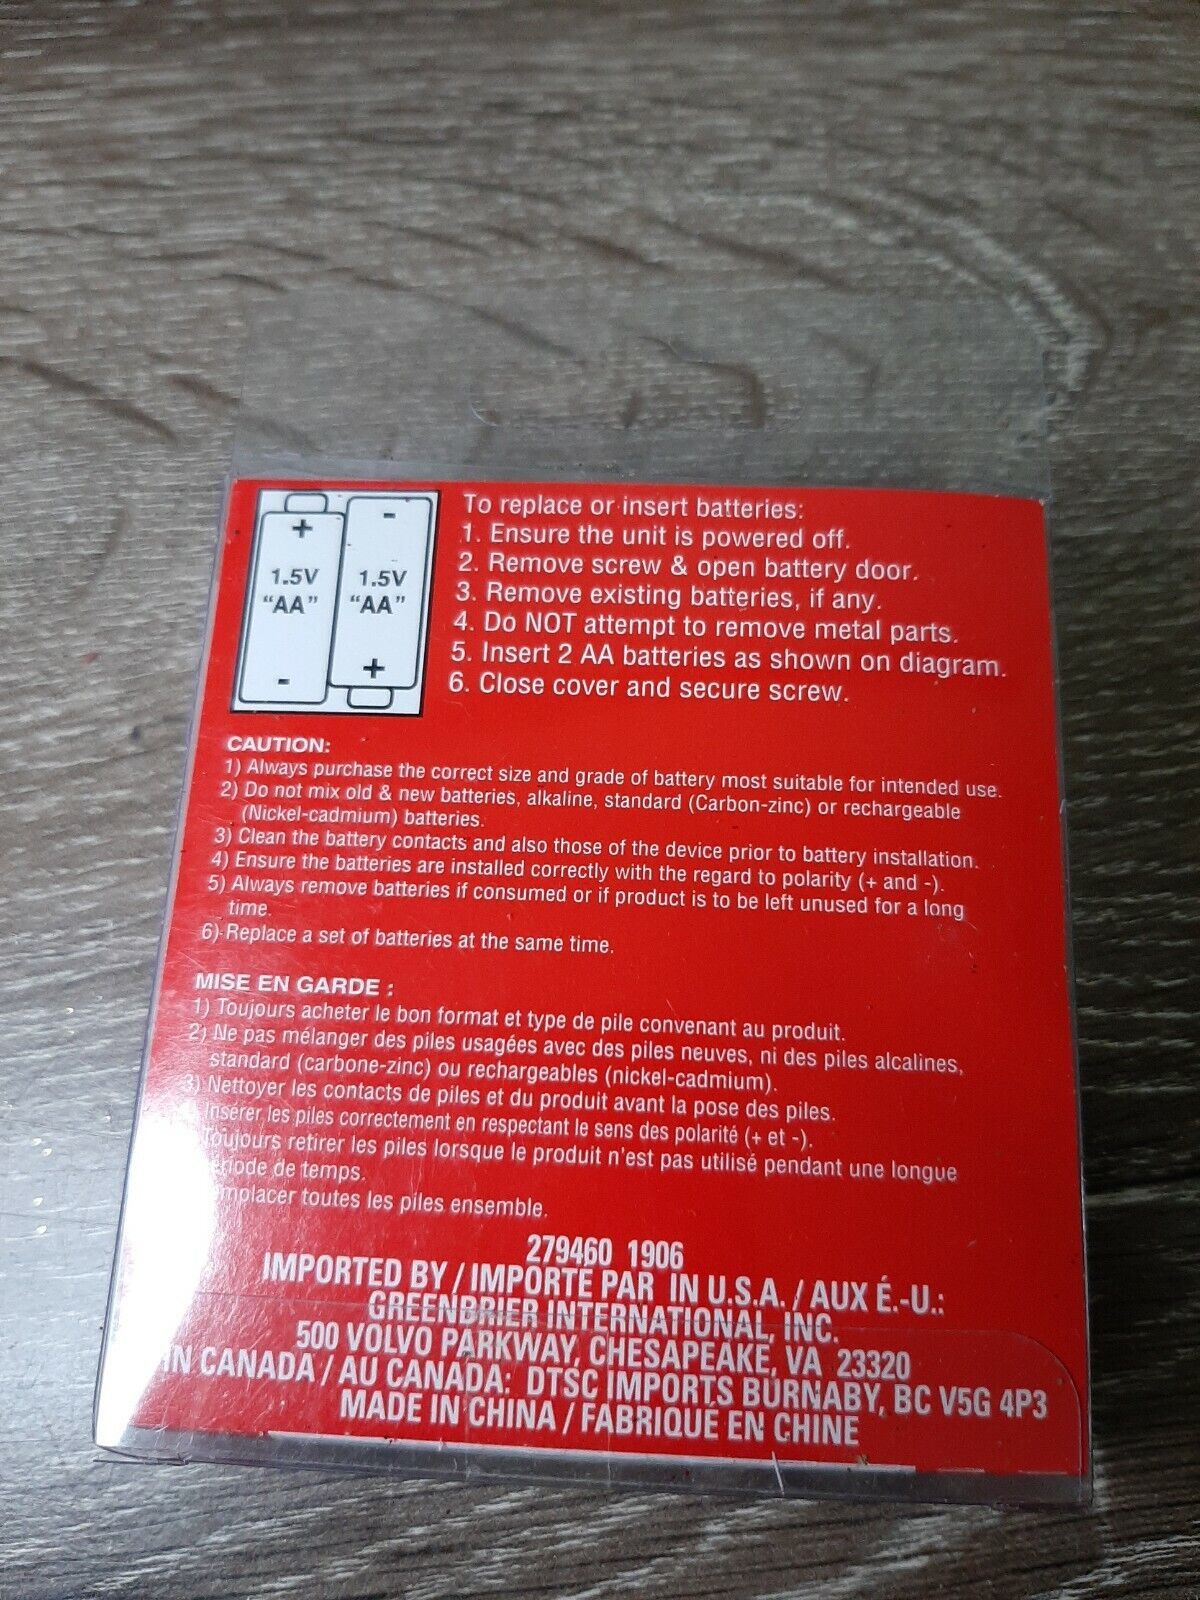 + -
1.5V 1.5V
“AA” “AA”
- +
To replace or insert batteries:
1. Ensure the unit is powered off.
2. Remove screw & open battery door.
3. Remove existing batteries, if any.
4. Do NOT attempt to remove metal parts.
5. Insert 2 AA batteries as shown on diagram.
6. Close cover and secure screw.
CAUTION:
1) Always purchase the correct size and grade of battery most suitable for intended use.
2) Do not mix old & new batteries, alkaline, standard (Carbon-zinc) or rechargeable
(Nickel-cadmium) batteries.
3) Clean the battery contacts and also those of the device prior to battery installation.
4) Ensure the batteries are installed correctly with the regard to polarity (+ and -).
5) Always remove batteries if consumed or if product is to be left unused for a long
time.
6) Replace a set of batteries at the same time.
MISE EN GARDE :
1) Toujours acheter le bon format et type de pile convenant au produit.
2) Ne pas mélanger des piles usagées avec des piles neuves, ni des piles alcalines,
standard (carbone-zinc) ou rechargeables (nickel-cadmium).
3) Nettoyer les contacts de piles et du produit avant la pose des piles.
Insérer les piles correctement en respectant le sens des polarité (+ et -).
Toujours retirer les piles lorsque le produit n'est pas utilisé pendant une longue
de temps.
toutes les piles ensemble.
279460 1906
IMPORTED BY / IMPORTÉ PAR IN U.S.A. / AUX É.-U.:
GREENBRIER INTERNATIONAL, INC.
500 VOLVO PARKWAY, CHESAPEAKE, VA 23320
IN CANADA / AU CANADA: DTSC IMPORTS BURNABY, BC V5G 4P3
MADE IN CHINA / FABRIQUÉ EN CHINE